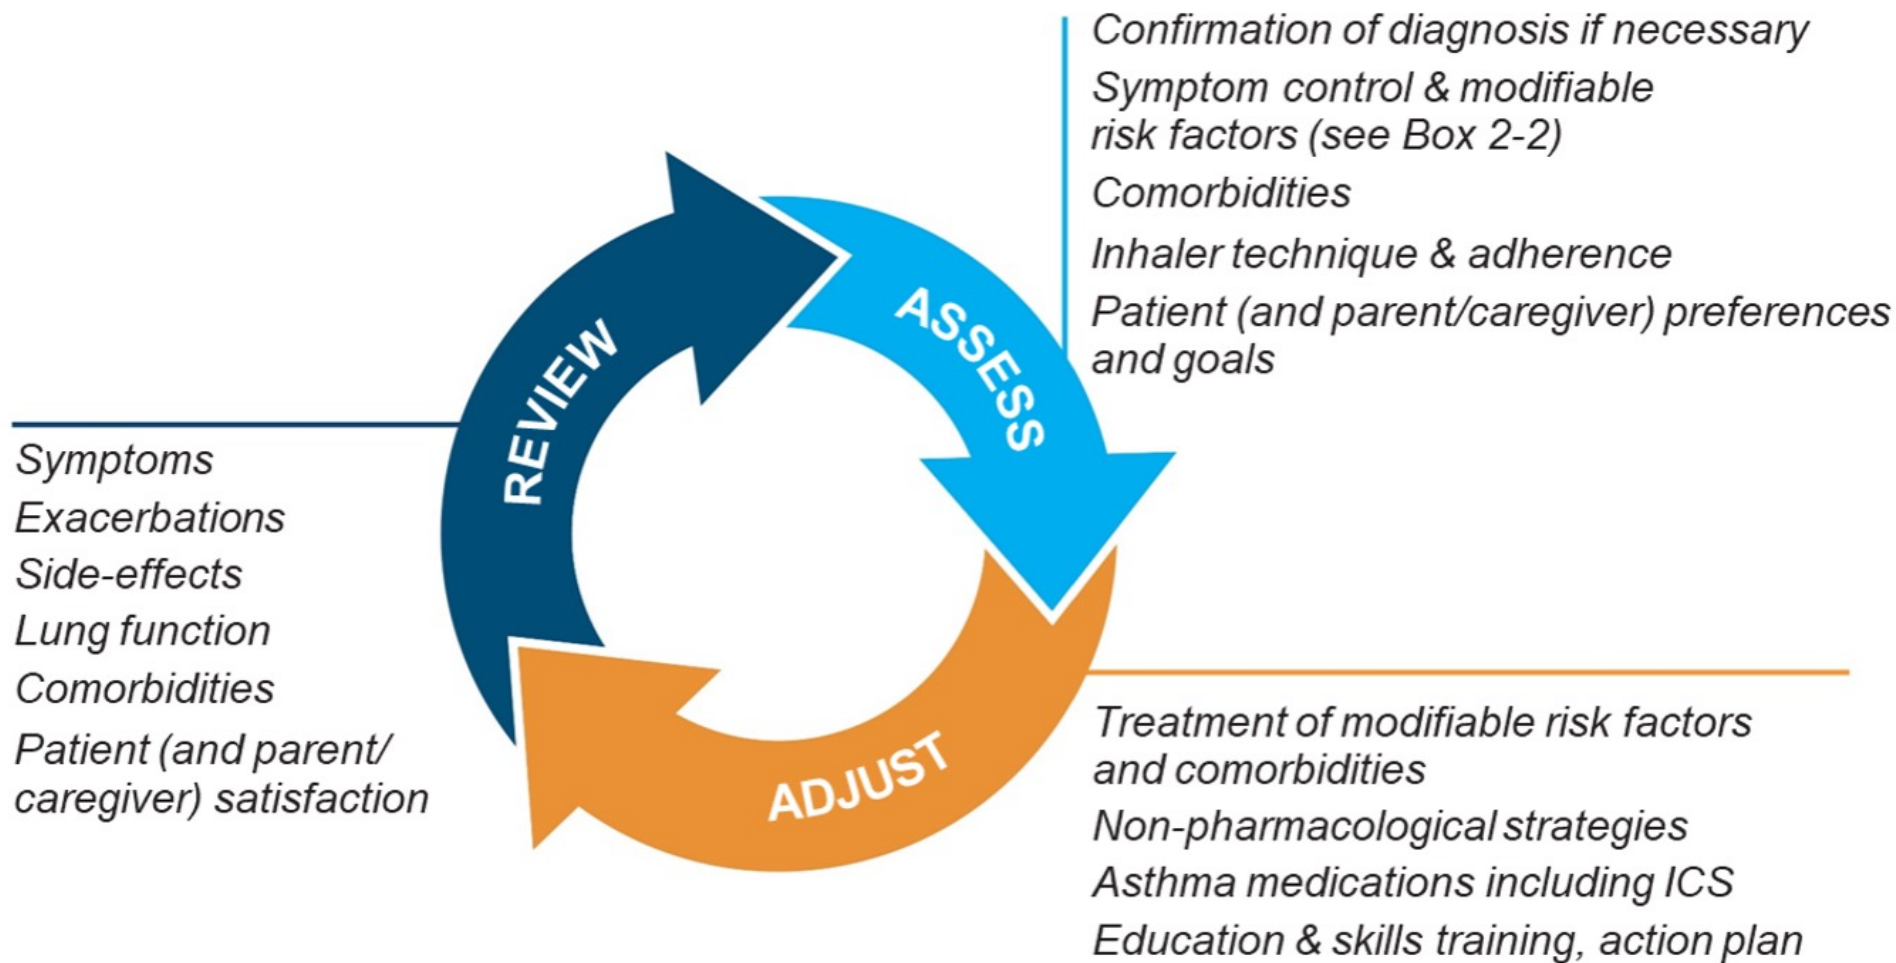 Confirmation of diagnosis if necessary
Symptom control & modifiable
risk factors (see Box 2-2)
Comorbidities
Inhaler technique & adherence
Patient (and parent/caregiver) preferences
and goals
ASSESS
REVIEW
Symptoms
Exacerbations
Side-effects
Lung function
Comorbidities
Patient (and parent/
caregiver) satisfaction
ADJUST
Treatment of modifiable risk factors
and comorbidities
Non-pharmacological strategies
Asthma medications including ICS
Education & skills training, action plan